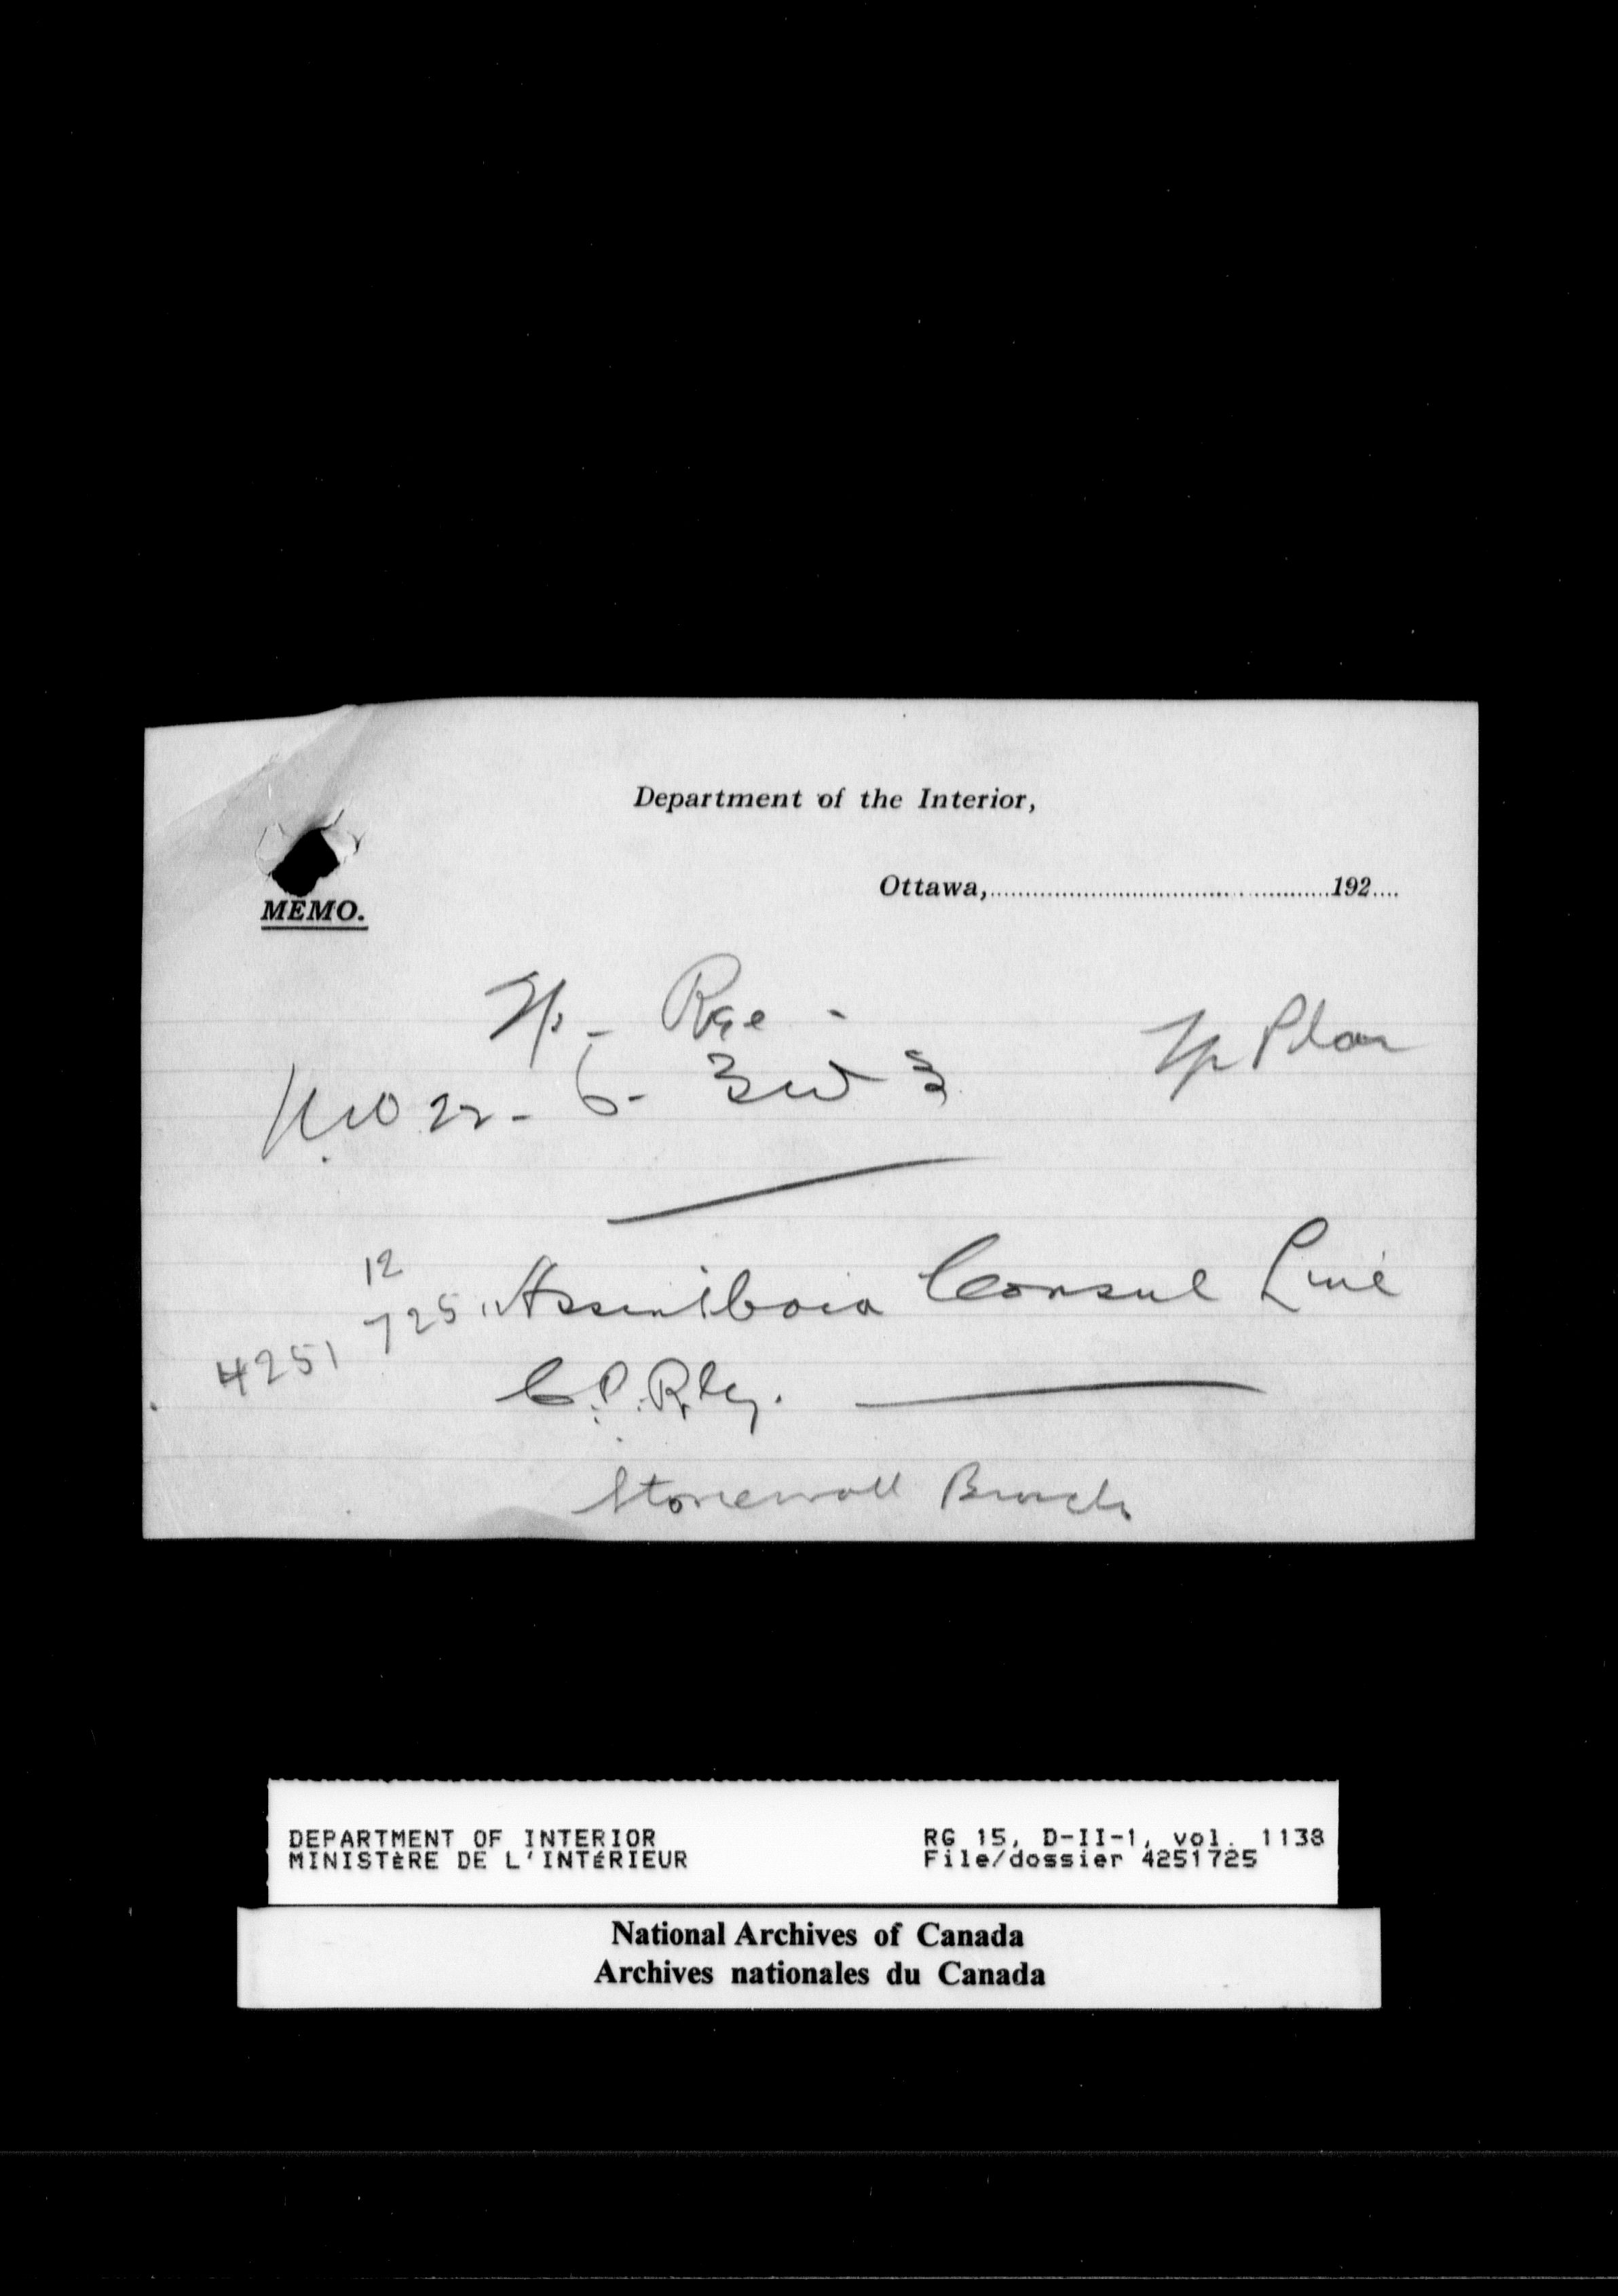 Department of the Interior,
Ottawa,..............................192....
MEMO.
Tp - Rge -
Tp Plan
NW 22 - 6 - 3 W 3
12
4251 725 Assiniboia Consul Line
C.P. Rly.
Stonewall Branch
DEPARTMENT OF INTERIOR
MINISTÈRE DE L'INTÉRIEUR
RG 15, D-II-1, vol. 1138
File/dossier 4251725
National Archives of Canada
Archives nationales du Canada